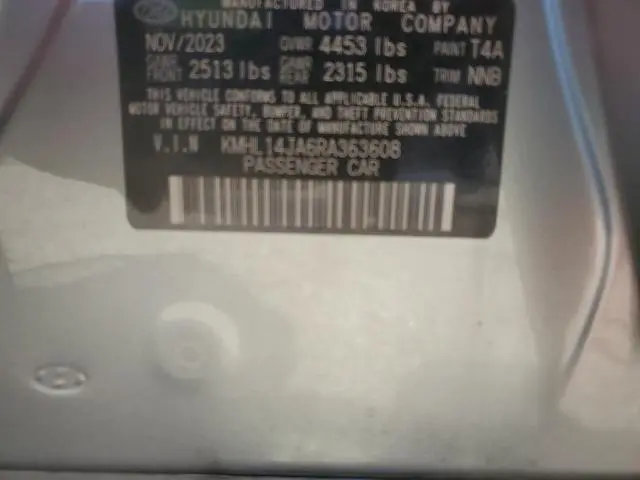 MANUFACTURED IN KOREA BY
HYUNDAI MOTOR COMPANY
NOV/2023 GVWR 4453 lbs PAINT T4A
GAWR FRONT 2513 lbs GAWR REAR 2315 lbs TRIM NNB
THIS VEHICLE CONFORMS TO ALL APPLICABLE U.S.A. FEDERAL
MOTOR VEHICLE SAFETY, BUMPER, AND THEFT PREVENTION STANDARDS
IN EFFECT ON THE DATE OF MANUFACTURE SHOWN ABOVE
V.I.N KMHL14JA6RA363608
PASSENGER CAR